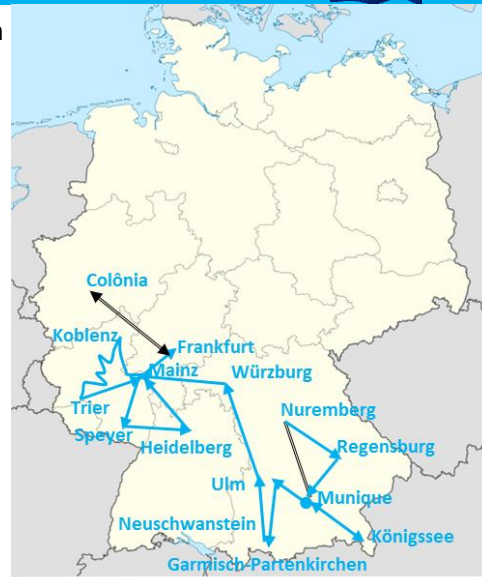 Colônia
Koblenz
Frankfurt
Mainz
Würzburg
Trier
Nuremberg
Speyer
Heidelberg
Regensburg
Ulm
Munique
Neuschwanstein
Königssee
Garmisch-Partenkirchen